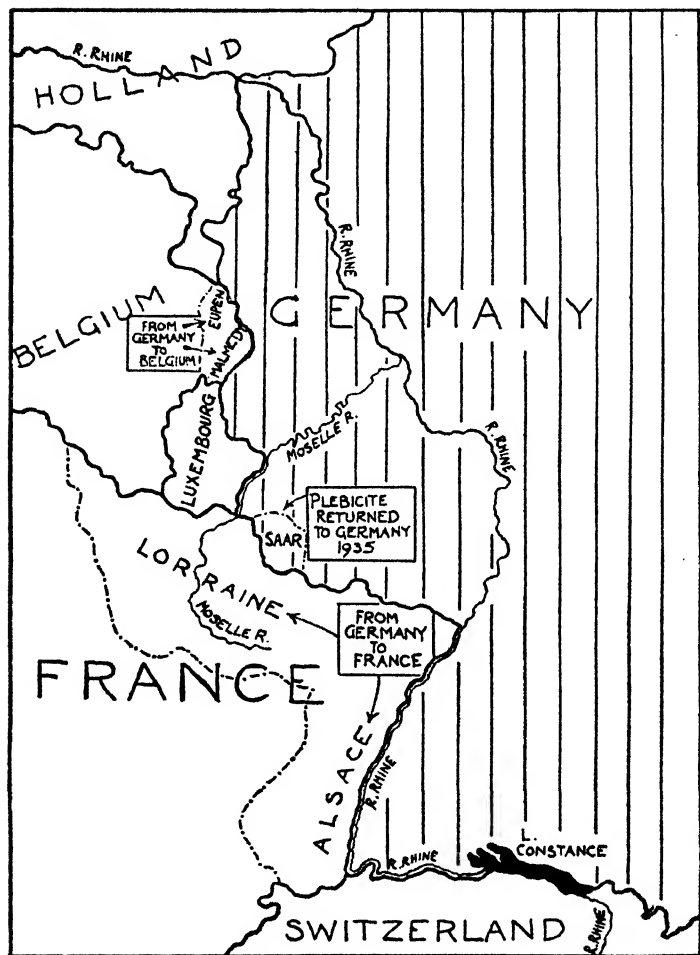 R. RHINE
HOLLAND
R. RHINE
GERMANY
BELGIUM
EUPEN
MALMEDY
FROM
GERMANY
TO
BELGIUM
LUXEMBOURG
MOSELLE R.
R. RHINE
PLEBICITE
RETURNED
TO GERMANY
1935
SAAR
LORRAINE
MOSELLE R.
FROM
GERMANY
TO
FRANCE
FRANCE
ALSACE
R. RHINE
R. RHINE
L.
CONSTANCE
SWITZERLAND
R. RHINE